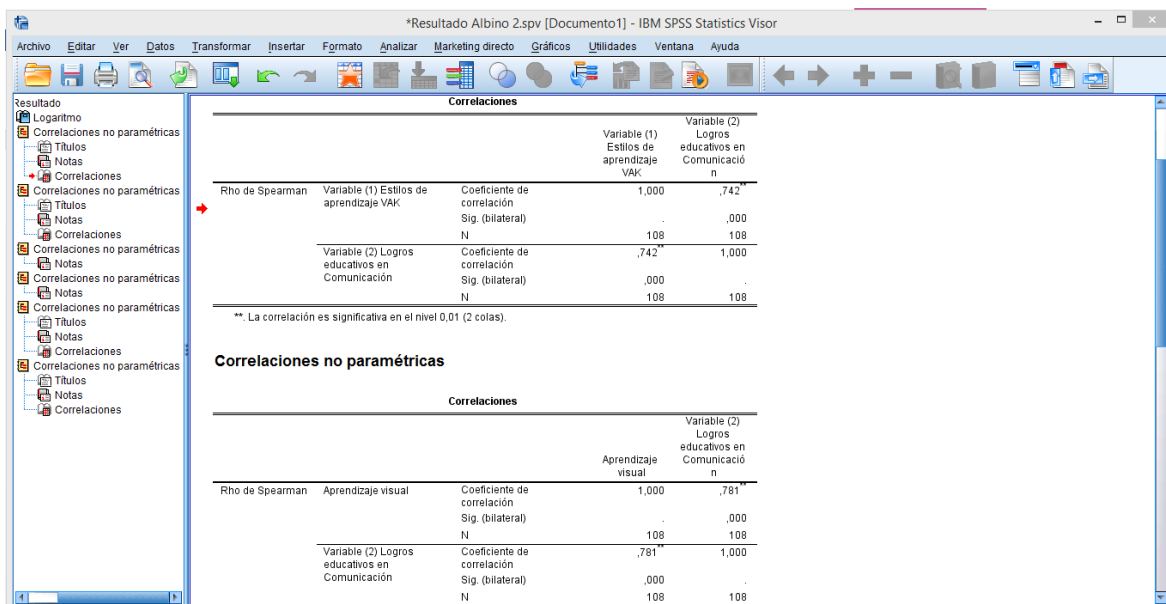 *Resultado Albino 2.spv [Documento1] - IBM SPSS Statistics Visor
Archivo Editar Ver Datos Transformar Insertar Formato Analizar Marketing directo Gráficos Utilidades Ventana Ayuda
Resultado
Logaritmo
Correlaciones no paramétricas
Títulos
Notas
Correlaciones
Correlaciones no paramétricas
Títulos
Notas
Correlaciones
Correlaciones no paramétricas
Notas
Correlaciones no paramétricas
Notas
Correlaciones no paramétricas
Títulos
Notas
Correlaciones
Correlaciones no paramétricas
Títulos
Notas
Correlaciones
Correlaciones
Variable (1)
Estilos de
aprendizaje
VAK
Variable (2)
Logros
educativos en
Comunicació
n
Rho de Spearman
Variable (1) Estilos de
aprendizaje VAK
Coeficiente de
correlación
1,000 ,742**
Sig. (bilateral) . ,000
N 108 108
Variable (2) Logros
educativos en
Comunicación
Coeficiente de
correlación
,742** 1,000
Sig. (bilateral) ,000 .
N 108 108
**. La correlación es significativa en el nivel 0,01 (2 colas).
Correlaciones no paramétricas
Correlaciones
Aprendizaje
visual
Variable (2)
Logros
educativos en
Comunicació
n
Rho de Spearman
Aprendizaje visual
Coeficiente de
correlación
1,000 ,781**
Sig. (bilateral) . ,000
N 108 108
Variable (2) Logros
educativos en
Comunicación
Coeficiente de
correlación
,781** 1,000
Sig. (bilateral) ,000 .
N 108 108